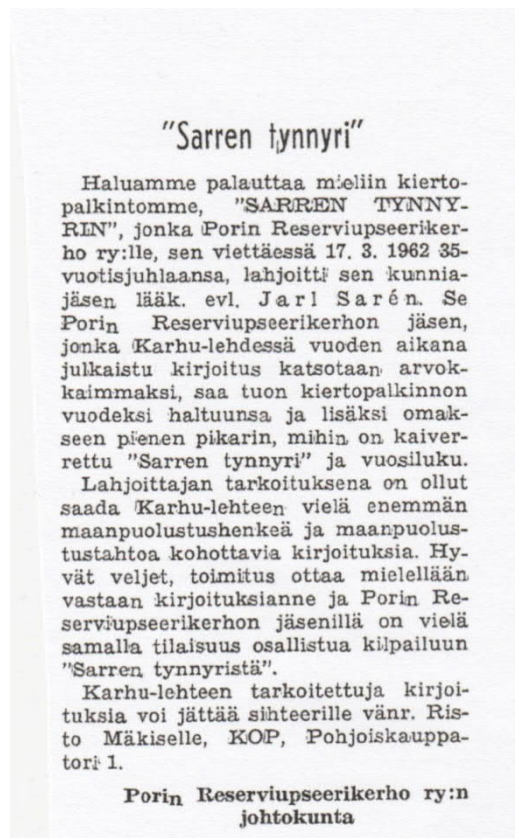 "Sarren tynnyri"
Haluamme palauttaa mieliin kierto-
palkintomme, "SARREN TYNNY-
RIN", jonka Porin Reserviupseeriker-
ho ry:lle, sen viettäessä 17. 3. 1962 35-
vuotisjuhlaansa, lahjoitti sen kunnia-
jäsen lääk. evl. Jarl Sarén. Se
Porin Reserviupseerikerhon jäsen,
jonka Karhu-lehdessä vuoden aikana
julkaistu kirjoitus katsotaan arvok-
kaimmaksi, saa tuon kiertopalkinnon
vuodeksi haltuunsa ja lisäksi omak-
seen pienen pikarin, mihin on kaiver-
rettu "Sarren tynnyri" ja vuosiluku.
Lahjoittajan tarkoituksena on ollut
saada Karhu-lehteen vielä enemmän
maanpuolustushenkeä ja maanpuolus-
tustahtoa kohottavia kirjoituksia. Hy-
vät veljet, toimitus ottaa mielellään
vastaan kirjoituksianne ja Porin Re-
serviupseerikerhon jäsenillä on vielä
samalla tilaisuus osallistua kilpailuun
"Sarren tynnyristä".
Karhu-lehteen tarkoitettuja kirjoi-
tuksia voi jättää sihteerille vänr. Ris-
to Mäkiselle, KOP, Pohjoiskauppa-
tori 1.
Porin Reserviupseerikerho ry:n
johtokunta